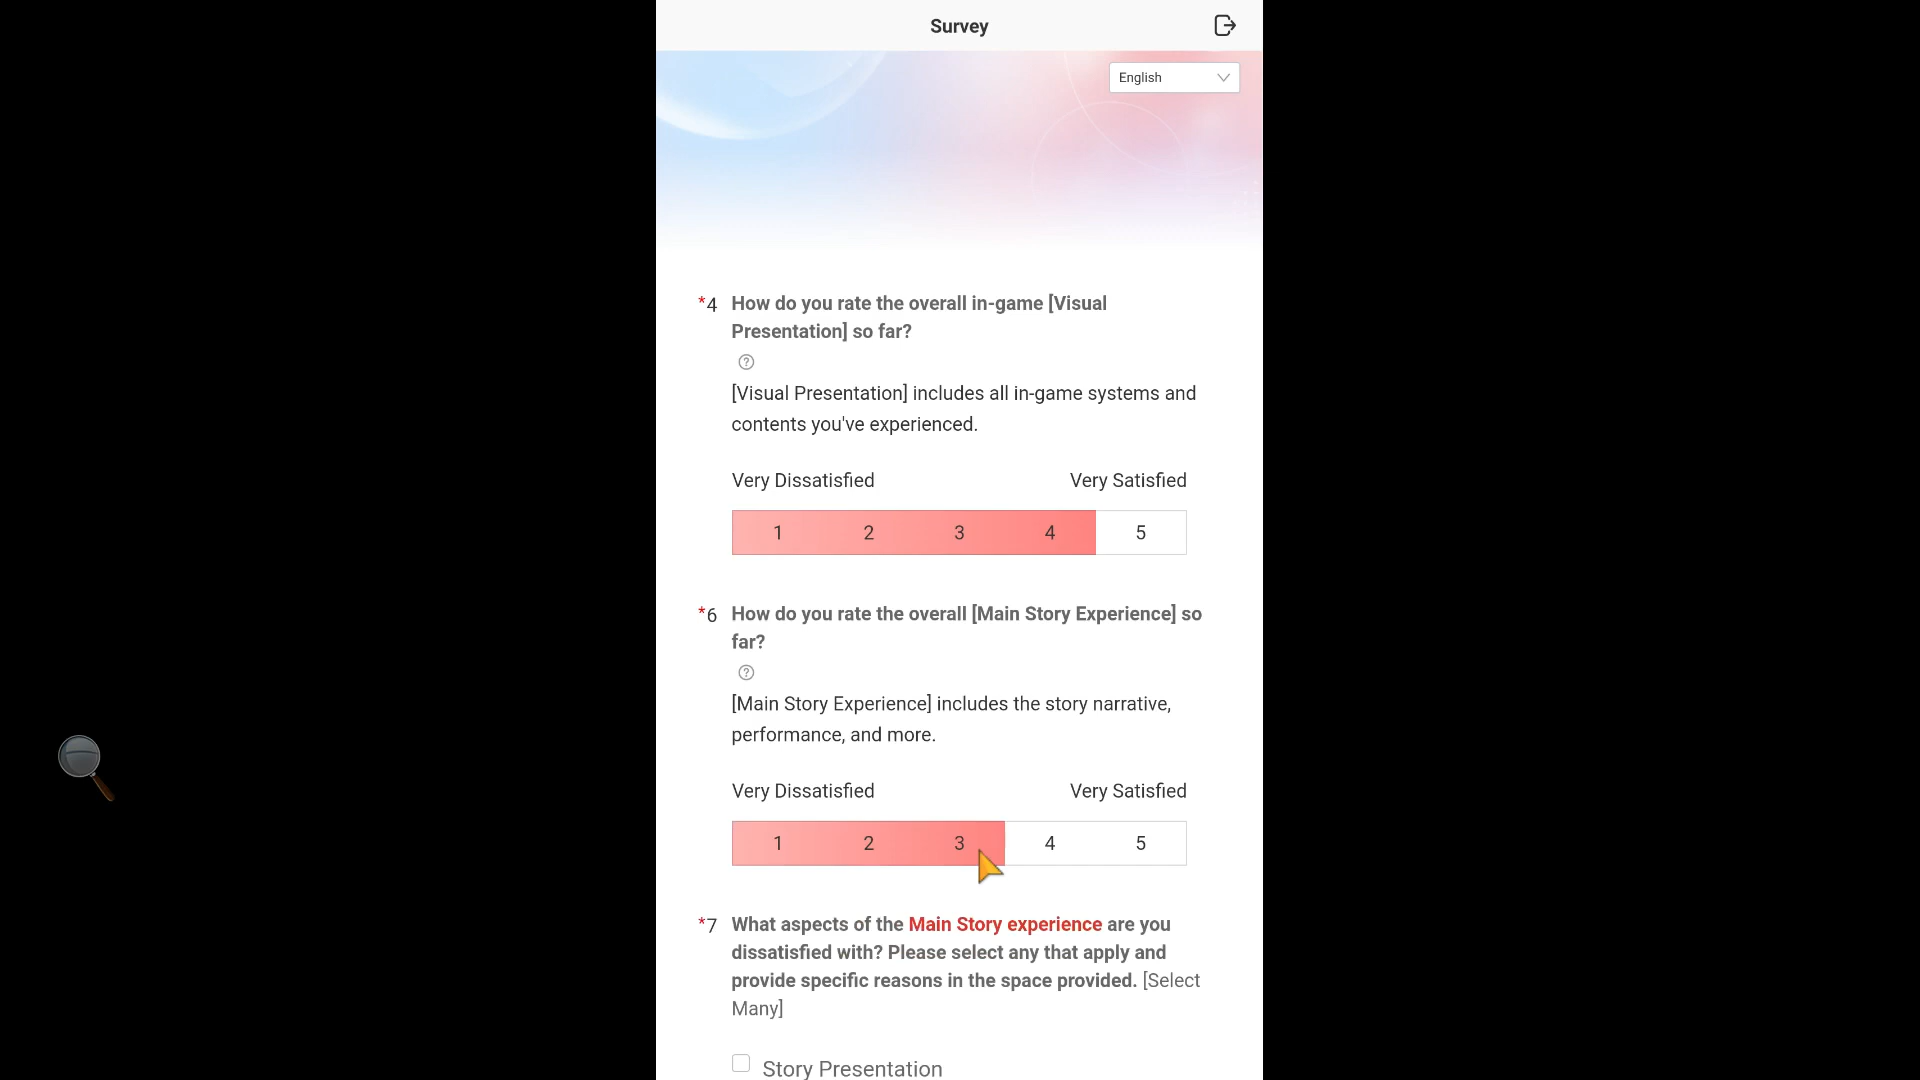 Survey
English
*4 How do you rate the overall in-game [Visual
Presentation] so far?
?
[Visual Presentation] includes all in-game systems and
contents you've experienced.
Very Dissatisfied Very Satisfied
1 2 3 4 5
*6 How do you rate the overall [Main Story Experience] so
far?
?
[Main Story Experience] includes the story narrative,
performance, and more.
Very Dissatisfied Very Satisfied
1 2 3 4 5
*7 What aspects of the Main Story experience are you
dissatisfied with? Please select any that apply and
provide specific reasons in the space provided. [Select
Many]
Story Presentation